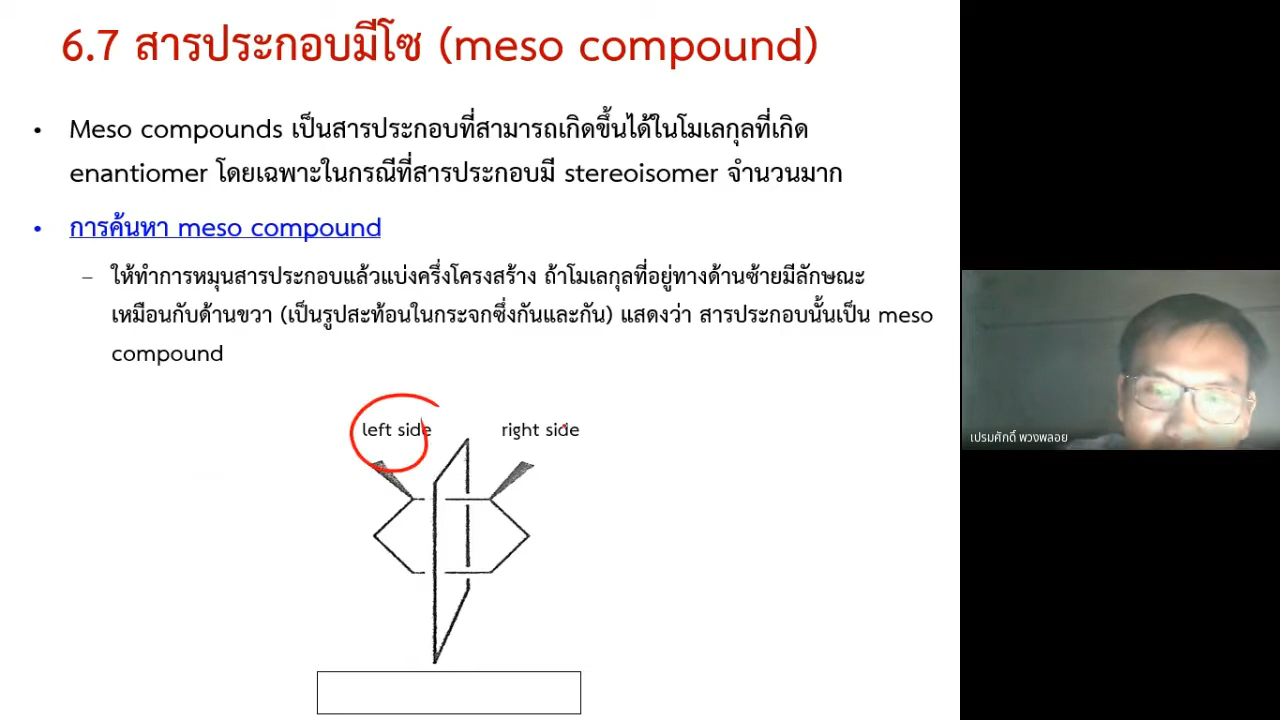 6.7 สารประกอบมีโซ (meso compound)
• Meso compounds เป็นสารประกอบที่สามารถเกิดขึ้นได้ในโมเลกุลที่เกิด
enantiomer โดยเฉพาะในกรณีที่สารประกอบมี stereoisomer จำนวนมาก
• การค้นหา meso compound
– ให้ทำการหมุนสารประกอบแล้วแบ่งครึ่งโครงสร้าง ถ้าโมเลกุลที่อยู่ทางด้านซ้ายมีลักษณะ
เหมือนกับด้านขวา (เป็นรูปสะท้อนในกระจกซึ่งกันและกัน) แสดงว่า สารประกอบนั้นเป็น meso
compound
left side right side
เปรมศักดิ์ พวงพลอย